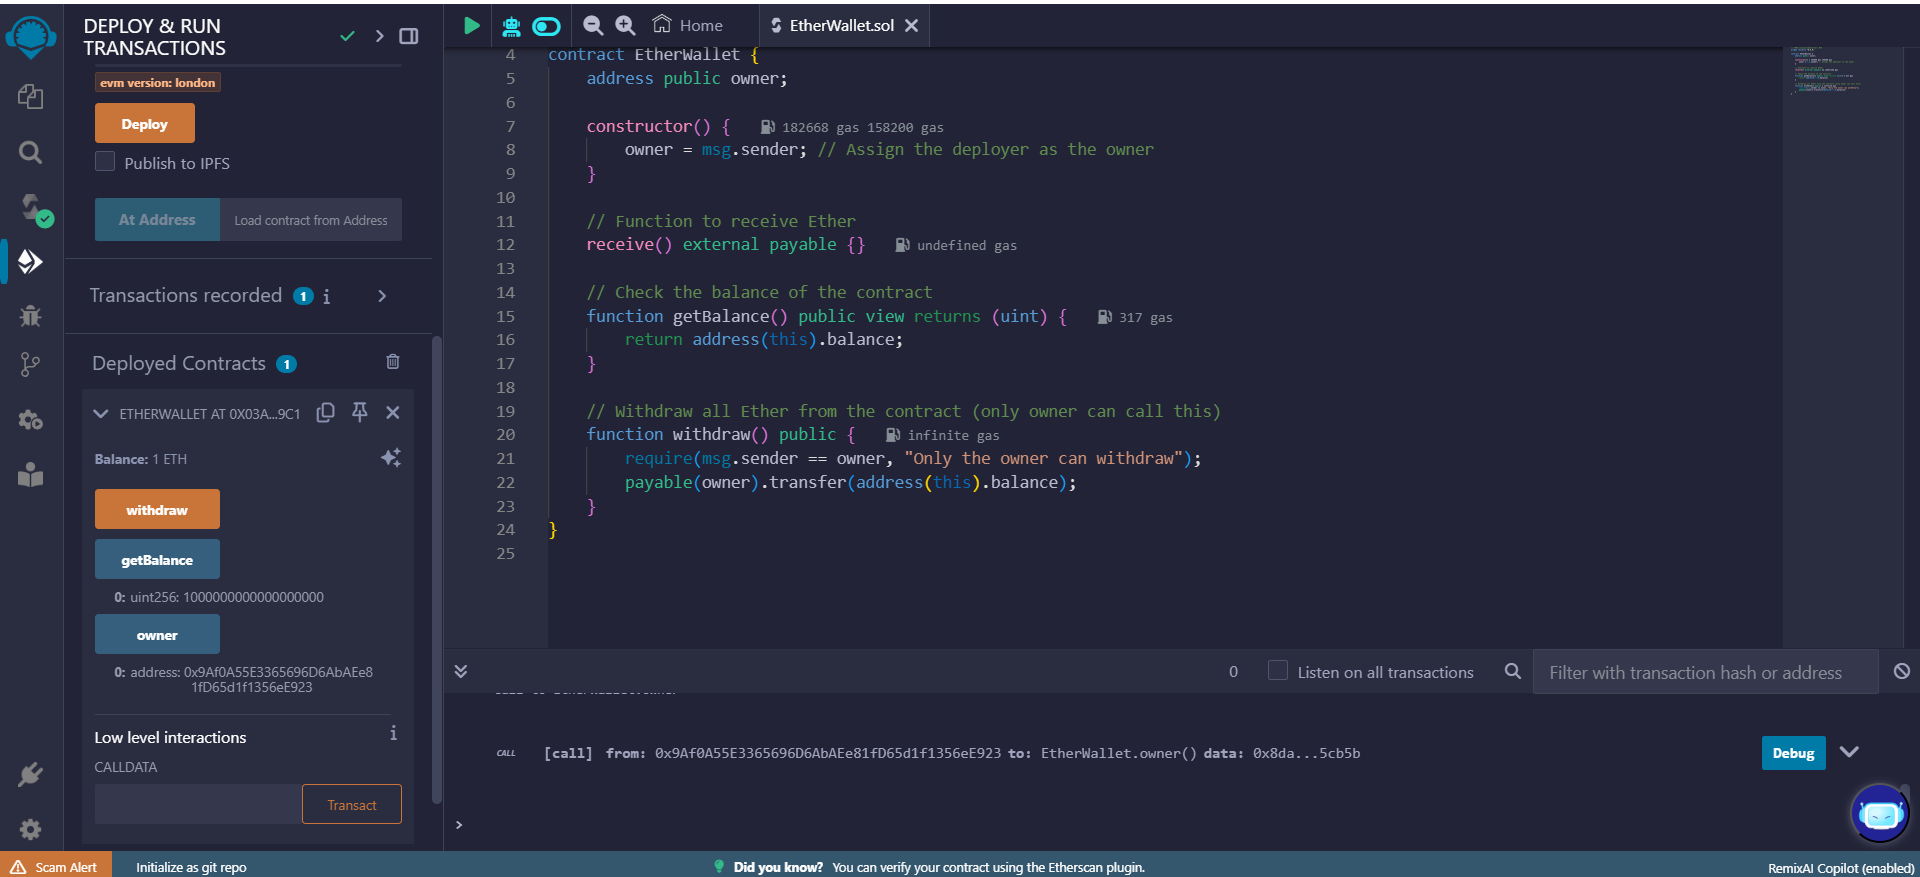 DEPLOY & RUN
TRANSACTIONS
evm version: london
Deploy
Publish to IPFS
At Address
Load contract from Address
Transactions recorded 1 i
Deployed Contracts 1
ETHERWALLET AT 0X03A...9C1
Balance: 1 ETH
withdraw
getBalance
0: uint256: 1000000000000000000
owner
0: address: 0x9Af0A55E3365696D6AbAEe8
1fD65d1f1356eE923
Low level interactions i
CALLDATA
Transact
Home
EtherWallet.sol
4 contract EtherWallet {
5 address public owner;
6
7 constructor() { 182668 gas 158200 gas
8 owner = msg.sender; // Assign the deployer as the owner
9 }
10
11 // Function to receive Ether
12 receive() external payable {} undefined gas
13
14 // Check the balance of the contract
15 function getBalance() public view returns (uint) { 317 gas
16 return address(this).balance;
17 }
18
19 // Withdraw all Ether from the contract (only owner can call this)
20 function withdraw() public { infinite gas
21 require(msg.sender == owner, "Only the owner can withdraw");
22 payable(owner).transfer(address(this).balance);
23 }
24 }
25
0 Listen on all transactions Filter with transaction hash or address
CALL [call] from: 0x9Af0A55E3365696D6AbAEe81fD65d1f1356eE923 to: EtherWallet.owner() data: 0x8da...5cb5b
Debug
>
Scam Alert
Initialize as git repo
Did you know? You can verify your contract using the Etherscan plugin.
RemixAI Copilot (enabled)